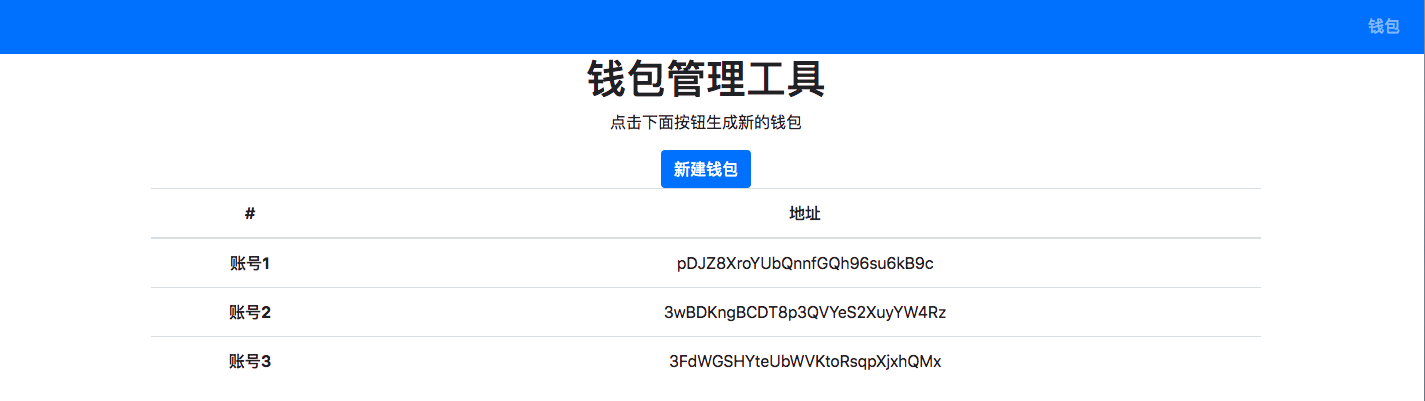 钱包
钱包管理工具
点击下面按钮生成新的钱包
新建钱包
# 地址
账号1 pDJZ8XroYUbQnnfGQh96su6kB9c
账号2 3wBDKngBCDT8p3QVYeS2XuyYW4Rz
账号3 3FdWGSHYteUbWVKtoRsqpXjxhQMx